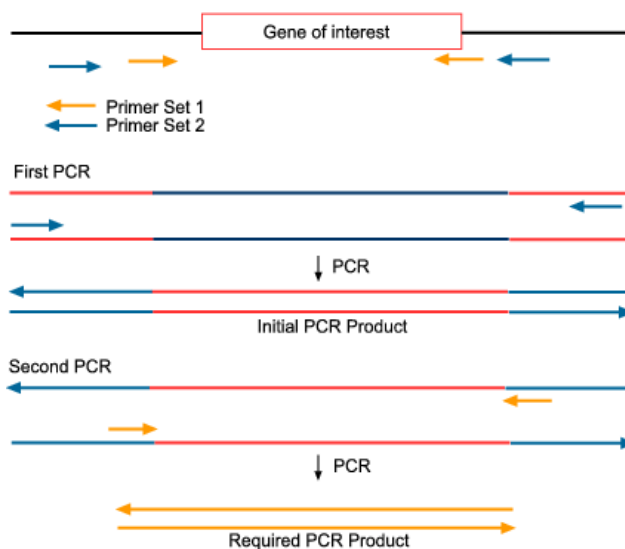 Gene of interest
Primer Set 1
Primer Set 2
First PCR
PCR
Initial PCR Product
Second PCR
PCR
Required PCR Product